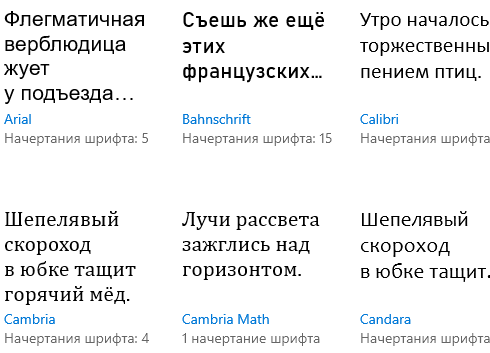 Флегматичная
верблюдица
жует
у подъезда…
Arial
Начертания шрифта: 5
Съешь же ещё
этих
французских…
Bahnschrift
Начертания шрифта: 15
Утро началось
торжественны
пением птиц.
Calibri
Начертания шрифта
Шепелявый
скороход
в юбке тащит
горячий мёд.
Cambria
Начертания шрифта: 4
Лучи рассвета
зажглись над
горизонтом.
Cambria Math
1 начертание шрифта
Шепелявый
скороход
в юбке тащит.
Candara
Начертания шрифта